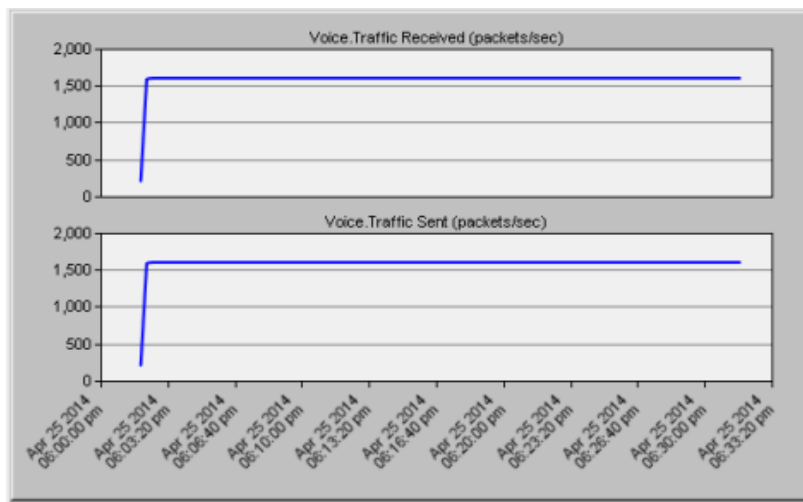 Voice.Traffic Received (packets/sec)
2,000
1,500
1,000
500
0
Voice.Traffic Sent (packets/sec)
2,000
1,500
1,000
500
0
Apr 25 2014
06:00:00 pm
Apr 25 2014
06:03:20 pm
Apr 25 2014
06:06:40 pm
Apr 25 2014
06:10:00 pm
Apr 25 2014
06:13:20 pm
Apr 25 2014
06:16:40 pm
Apr 25 2014
06:20:00 pm
Apr 25 2014
06:23:20 pm
Apr 25 2014
06:26:40 pm
Apr 25 2014
06:30:00 pm
Apr 25 2014
06:33:20 pm